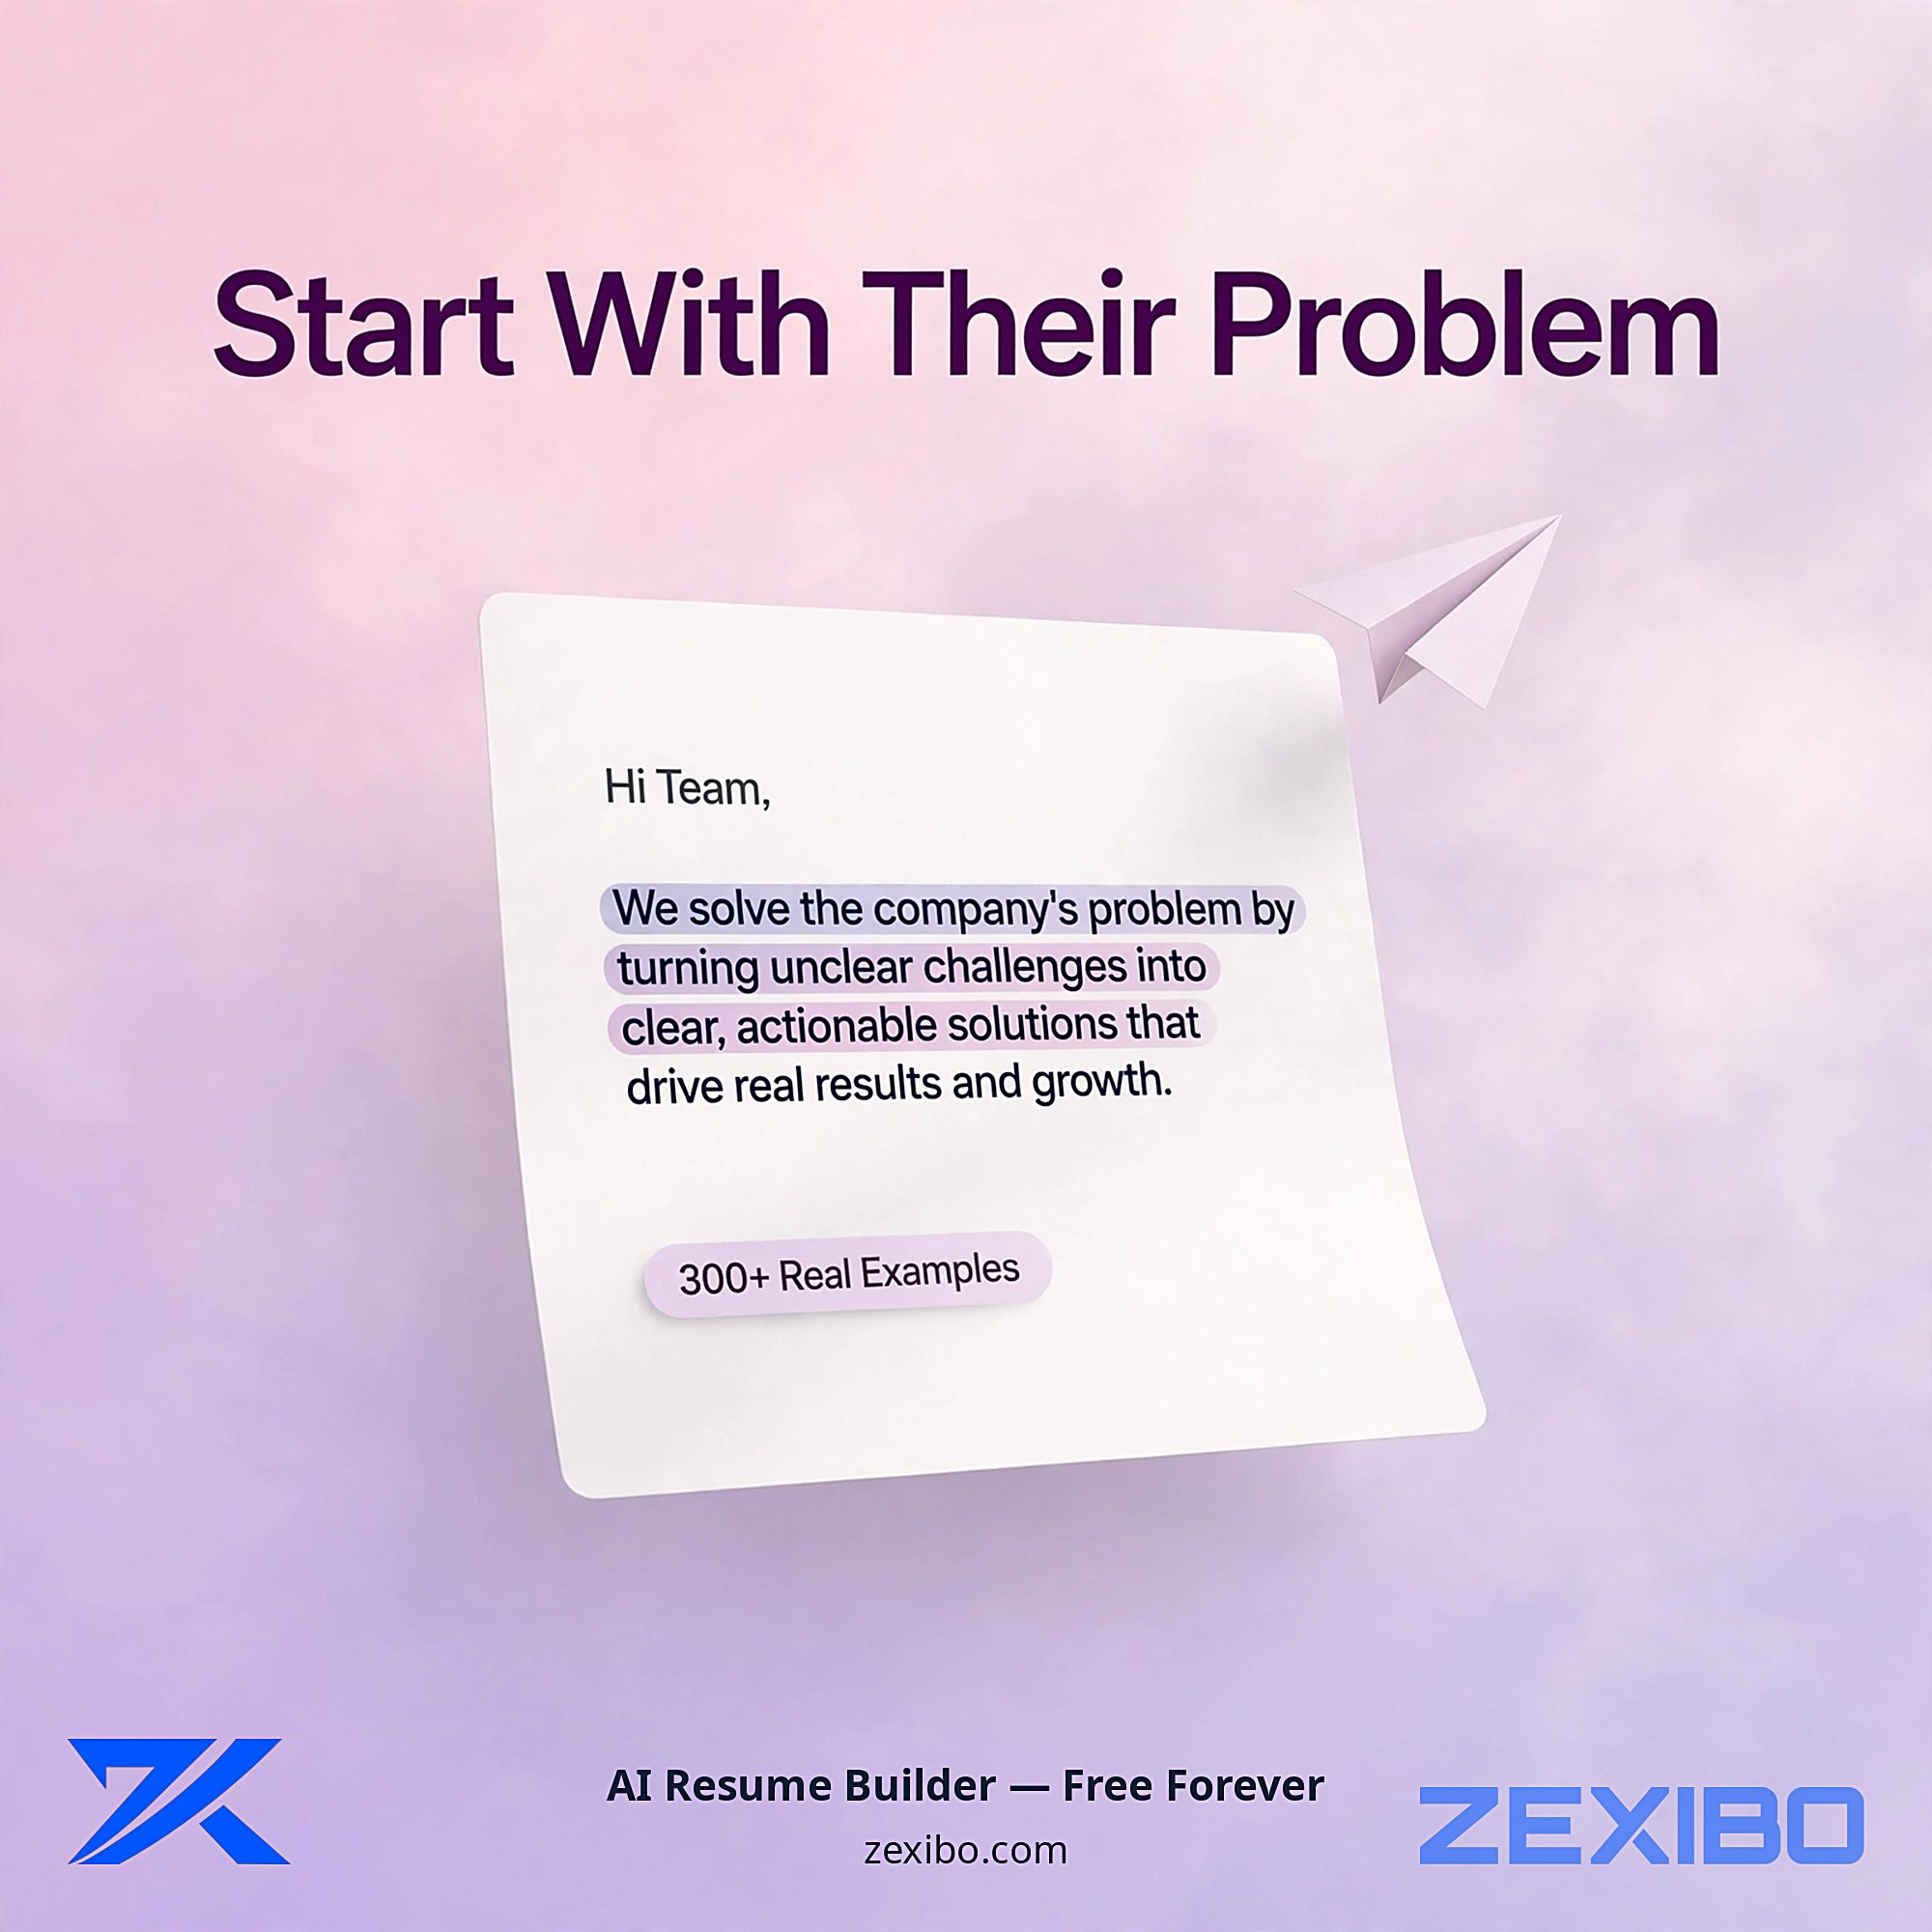 Start With Their Problem
Hi Team,
We solve the company's problem by
turning unclear challenges into
clear, actionable solutions that
drive real results and growth.
300+ Real Examples
AI Resume Builder — Free Forever
zexibo.com
ZEXIBO